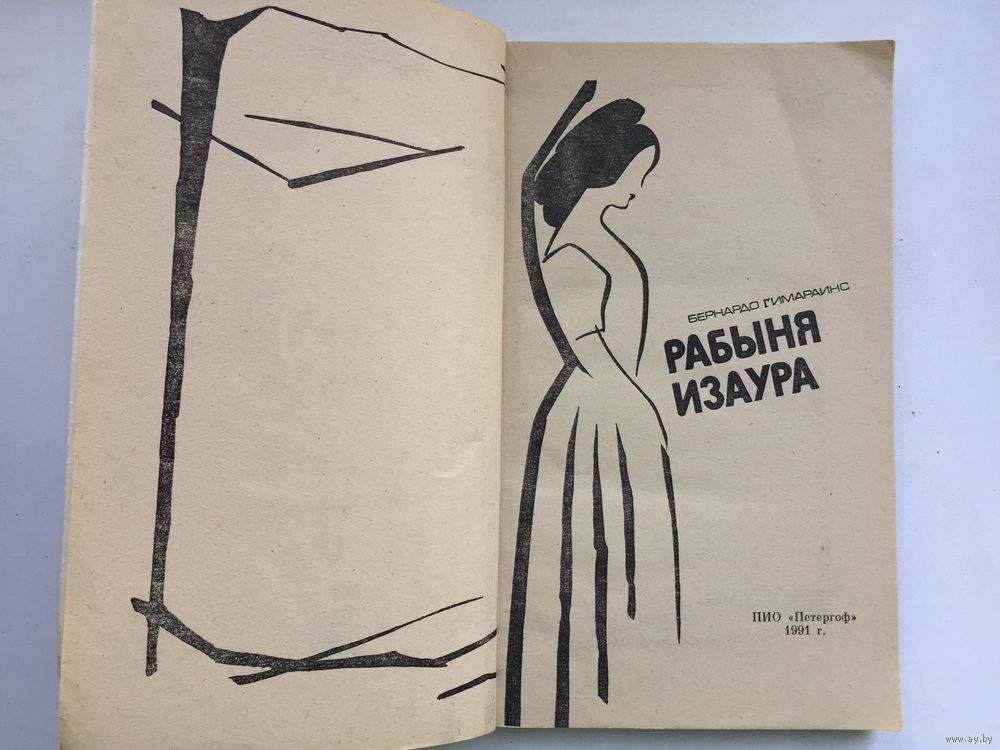 БЕРНАРДО ГИМАРАИНС
РАБЫНЯ
ИЗАУРА
ПИО «Петергоф»
1991 г.
www.ay.by